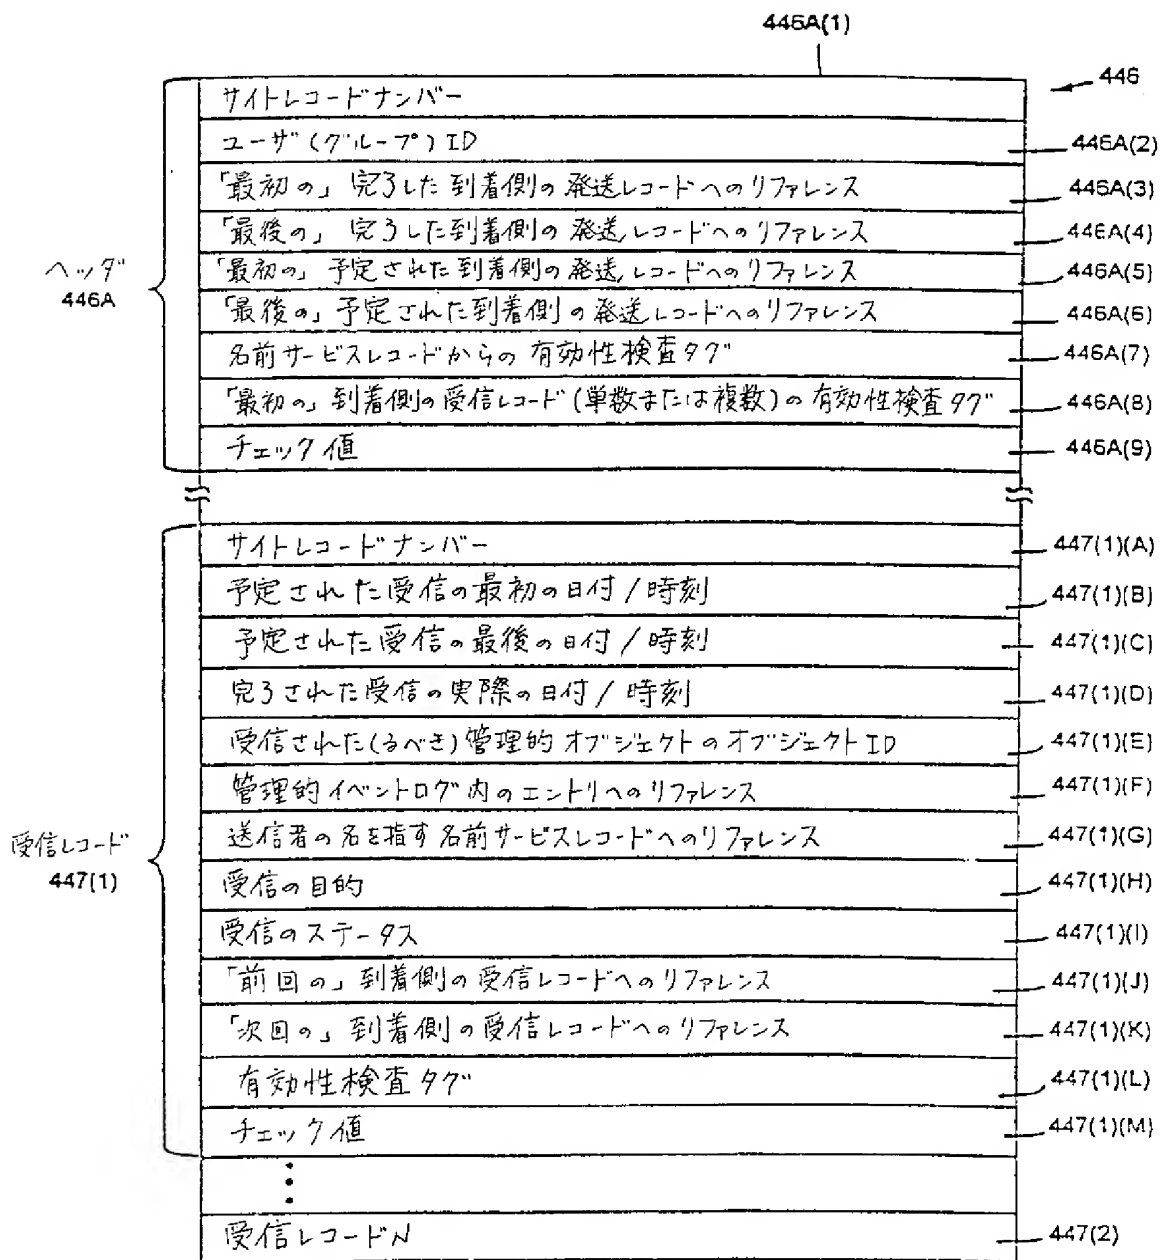 446A(1)
446
サイトレコードナンバー
ユーザ(グループ)ID 446A(2)
「最初の」完了した到着側の発送レコードへのリファレンス 446A(3)
「最後の」完了した到着側の発送レコードへのリファレンス 446A(4)
「最初の」予定された到着側の発送レコードへのリファレンス 446A(5)
「最後の」予定された到着側の発送レコードへのリファレンス 446A(6)
ヘッダ
446A
名前サービスレコードからの有効性検査タグ 446A(7)
「最初の」到着側の受信レコード(単数または複数)の有効性検査タグ 446A(8)
チェック値 446A(9)
サイトレコードナンバー 447(1)(A)
予定された受信の最初の日付/時刻 447(1)(B)
予定された受信の最後の日付/時刻 447(1)(C)
完了された受信の実際の日付/時刻 447(1)(D)
受信された(るべき)管理的オブジェクトのオブジェクトID 447(1)(E)
管理的イベントログ内のエントリへのリファレンス 447(1)(F)
送信者の名を指す名前サービスレコードへのリファレンス 447(1)(G)
受信レコード
447(1)
受信の目的 447(1)(H)
受信のステータス 447(1)(I)
「前回の」到着側の受信レコードへのリファレンス 447(1)(J)
「次回の」到着側の受信レコードへのリファレンス 447(1)(K)
有効性検査タグ 447(1)(L)
チェック値 447(1)(M)
受信レコードN 447(2)